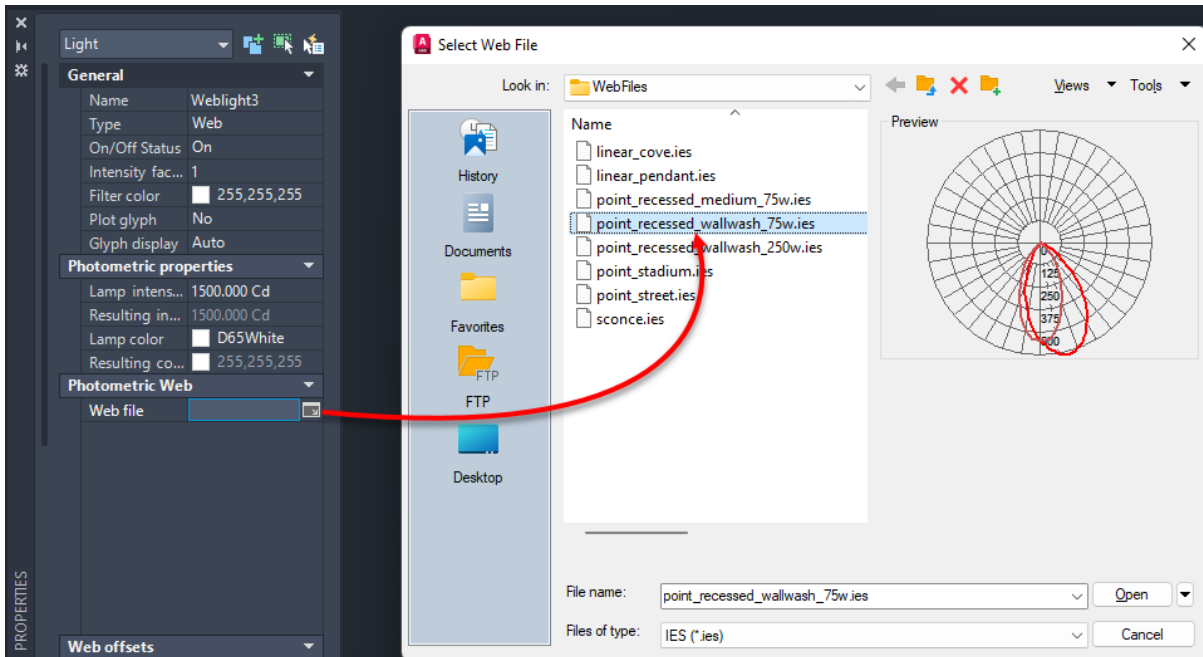 Light
General
Name Weblight3
Type Web
On/Off Status On
Intensity fac... 1
Filter color 255,255,255
Plot glyph No
Glyph display Auto
Photometric properties
Lamp intens... 1500.000 Cd
Resulting in... 1500.000 Cd
Lamp color D65White
Resulting co... 255,255,255
Photometric Web
Web file
Web offsets
PROPERTIES
A
CAD
Select Web File
Look in: WebFiles
Views Tools
History
Documents
Favorites
FTP
FTP
Desktop
Name
linear_cove.ies
linear_pendant.ies
point_recessed_medium_75w.ies
point_recessed_wallwash_75w.ies
point_recessed_wallwash_250w.ies
point_stadium.ies
point_street.ies
sconce.ies
Preview
0
125
250
375
500
File name: point_recessed_wallwash_75w.ies Open
Files of type: IES (*.ies) Cancel